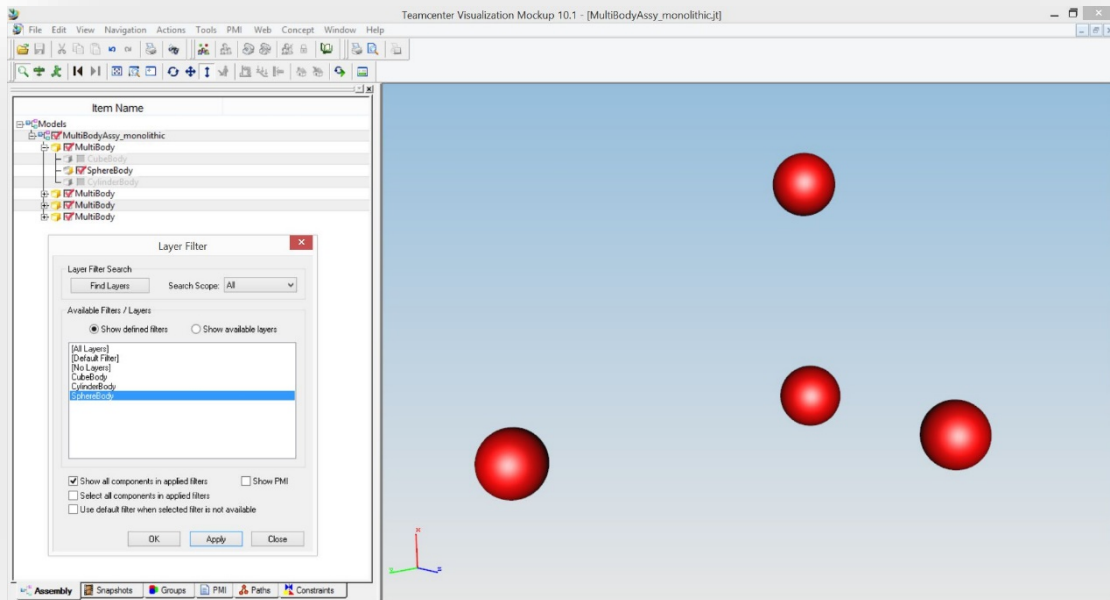 Teamcenter Visualization Mockup 10.1 - [MultiBodyAssy_monolithic.jt]
File Edit View Navigation Actions Tools PMI Web Concept Window Help
Item Name
Models
MultiBodyAssy_monolithic
MultiBody
CubeBody
SphereBody
CylinderBody
MultiBody
MultiBody
MultiBody
Layer Filter
Layer Filter Search
Find Layers Search Scope: All
Available Filters / Layers
Show defined filters Show available layers
[All Layers]
[Default Filter]
[No Layers]
CubeBody
CylinderBody
SphereBody
Show all components in applied filters Show PMI
Select all components in applied filters
Use default filter when selected filter is not available
OK Apply Close
Assembly Snapshots Groups PMI Paths Constraints
x
y
z